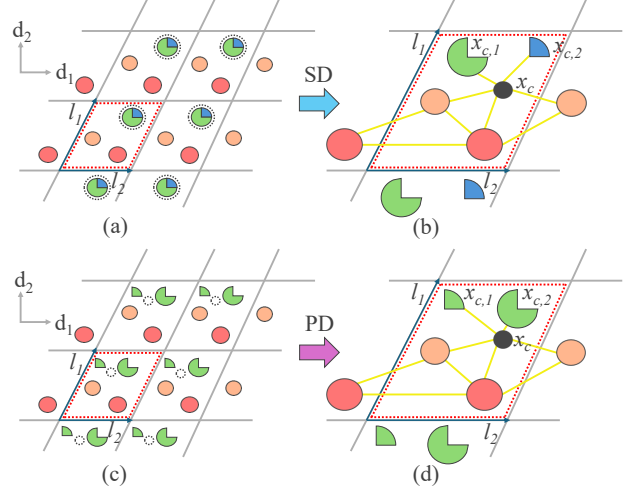 d2
d1
l1
l2
(a)
SD
l1
xc,1
xc,2
xc
l2
(b)
d2
d1
l1
l2
(c)
PD
l1
xc,1
xc,2
xc
l2
(d)